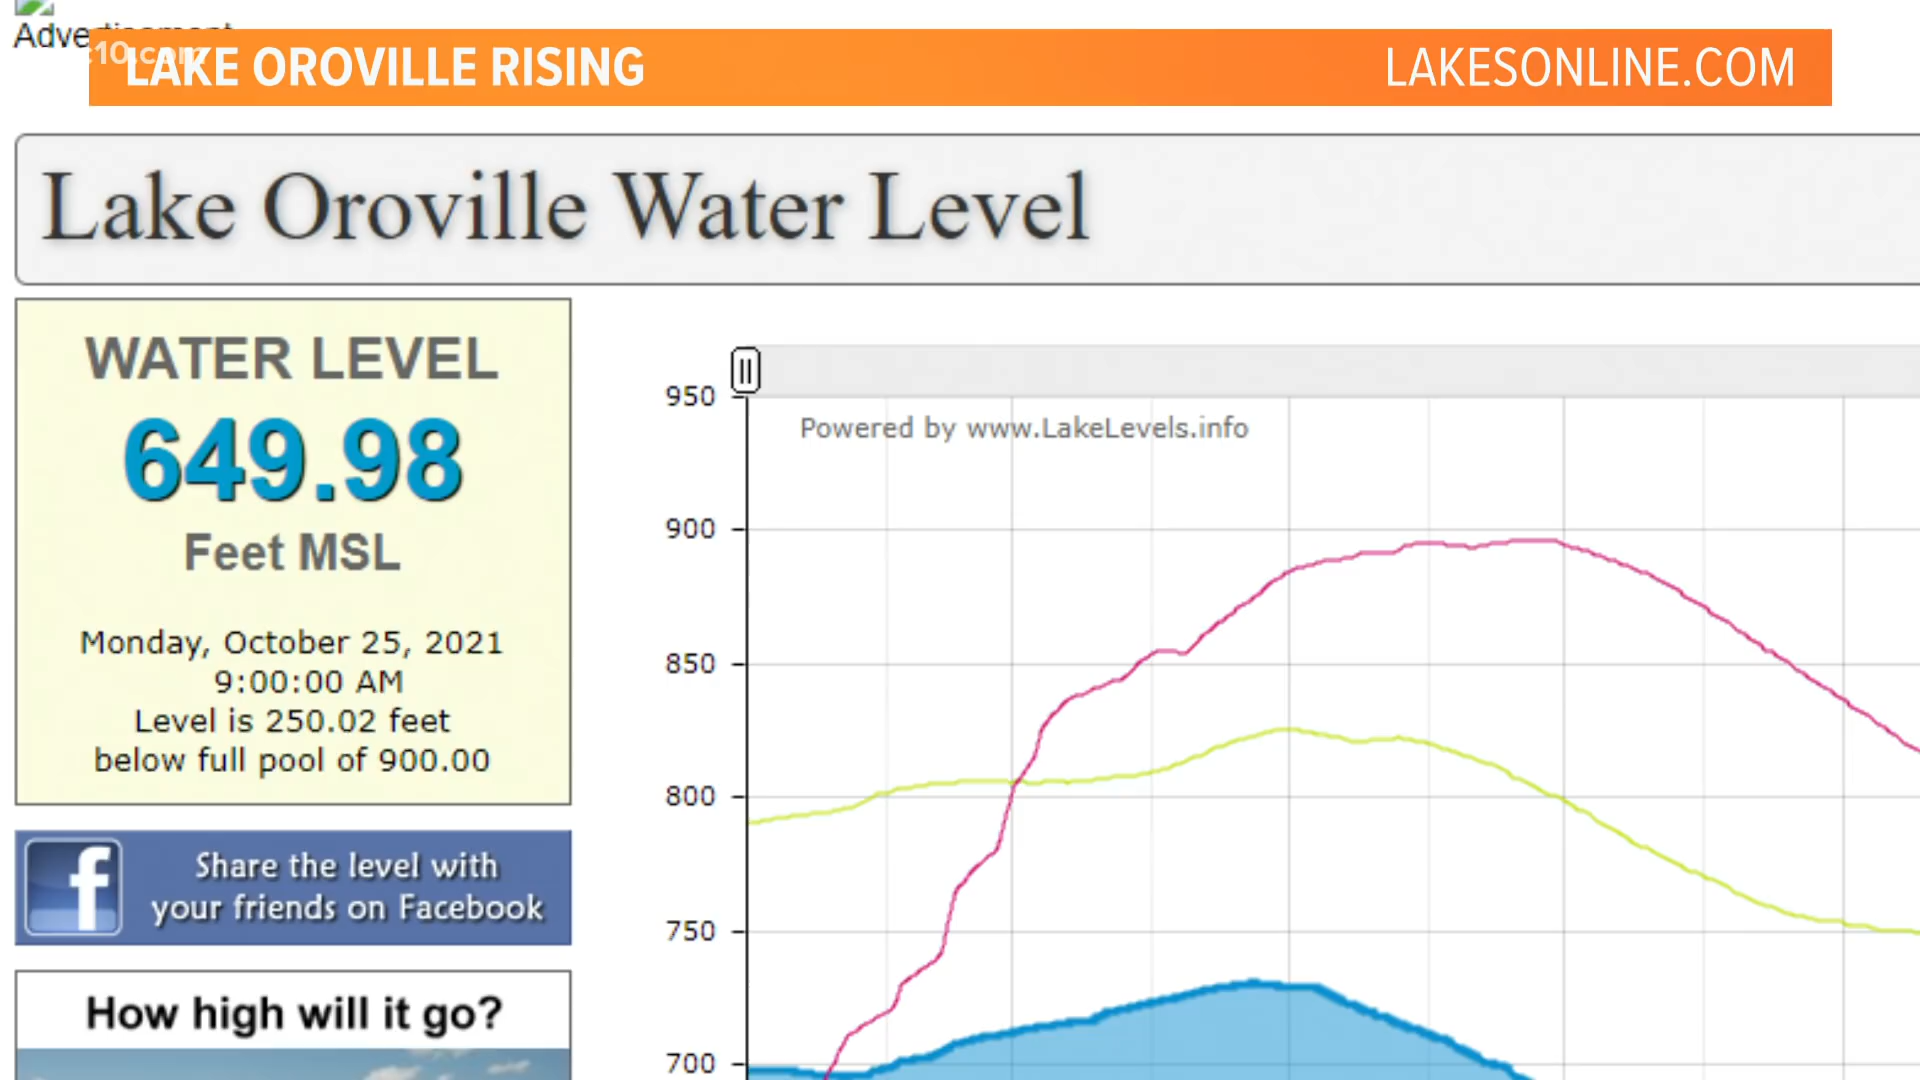 Advertisement
c10.com
LAKE OROVILLE RISING
LAKESONLINE.COM
Lake Oroville Water Level
WATER LEVEL
649.98
Feet MSL
Monday, October 25, 2021
9:00:00 AM
Level is 250.02 feet
below full pool of 900.00
Share the level with
your friends on Facebook
How high will it go?
Powered by www.LakeLevels.info
950
900
850
800
750
700